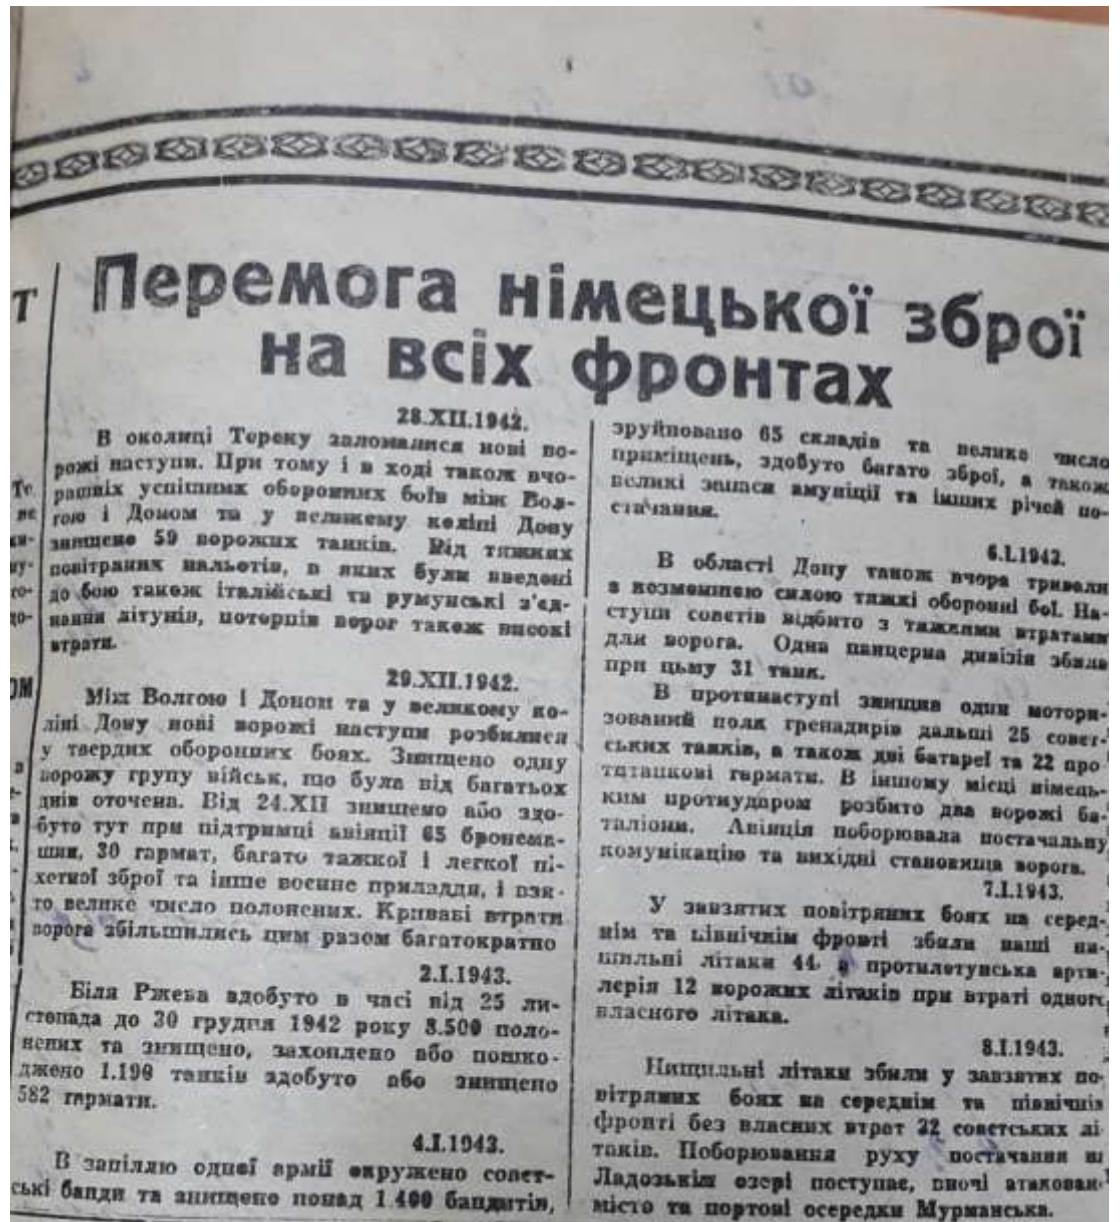 Перемога німецької зброї
на всіх фронтах
28.XII.1942.
В околиці Тереку заломалися нові во-
рожі наступи. При тому і в ході також вчо-
рашніх успішних оборонних боїв між Вол-
гою і Доном та у великому коліні Дону
знищено 59 ворожих танків. Від тяжких
повітряних нальотів, в яких були введені
до бою також італійські та румунські з'єд-
нання літунів, потерпів ворог також високі
втрати.
29.XII.1942.
Між Волгою і Доном та у великому ко-
ліні Дону нові ворожі наступи розбилися
у твердих оборонних боях. Знищено одну
ворожу групу військ, що була від багатьох
днів оточена. Від 24.XII знищено або здо-
буто тут при підтримці авіяції 65 бронема-
шин, 30 гармат, багато тяжкої і легкої пі-
хотної зброї та інше воєнне приладдя, і взя-
то велике число полонених. Криваві втрати
ворога збільшились цим разом багатократно
2.I.1943.
Біля Ржева здобуто в часі від 25 ли-
стопада до 30 грудня 1942 року 3.500 поло-
нених та знищено, захоплено або пошко-
джено танків здобуто або знищено
582 гармати.
4.I.1943.
В запіллю одної армії окружено совет-
ські банди та знищено понад 1.400 бандитів,
зруйновано 65 складів та велике число
приміщень, здобуто багато зброї, а також
великі запаси амуніції та інших річей по-
стачання.
6.I.1942.
В області Дону також вчора тривали
з незмінною силою тяжкі оборонні бої. На-
ступи советів відбито з тяжкими втратами
для ворога. Одна панцерна дивізія збила
при цьому 31 танк.
В протинаступі знищив один мотори-
зований полк гренадирів дальші 25 совет-
ських танків, а також дві батареї та 22 про
титанкові гармати. В іншому місці німець-
ким протиударом розбито два ворожі ба-
таліони. Авіяція поборювала постачальну
комунікацію та вихідні становища ворога.
7.I.1943.
У завзятих повітряних боях на серед-
нім та північнім фронті збили наші ни-
щильні літаки 44 а протилетунська арти-
лерія 12 ворожих літаків при втраті одного
власного літака.
8.I.1943.
Нищильні літаки збили у завзятих по-
вітряних боях на середнім та північнім
фронті без власних втрат 22 советських лі-
таків. Поборювання руху постачання на
Ладозькім озері поступає, вночі атакован
місто та портові осередки Мурманська.